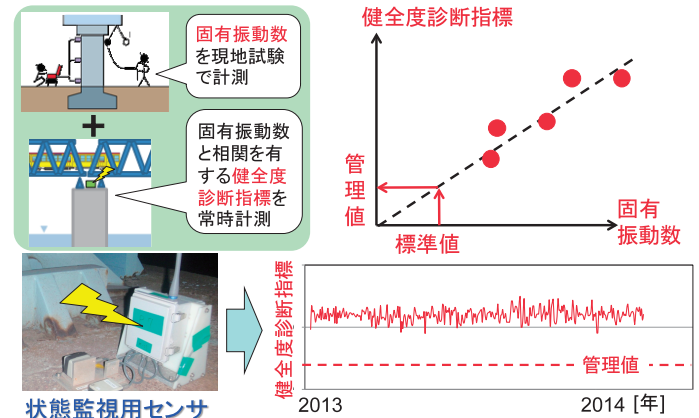 固有振動数
を現地試験
で計測
+
固有振動数
と相関を有
する健全度
診断指標を
常時計測
健全度診断指標
管理値
標準値
固有
振動数
状態監視用センサ
健全度診断指標
管理値
2013
2014 [年]